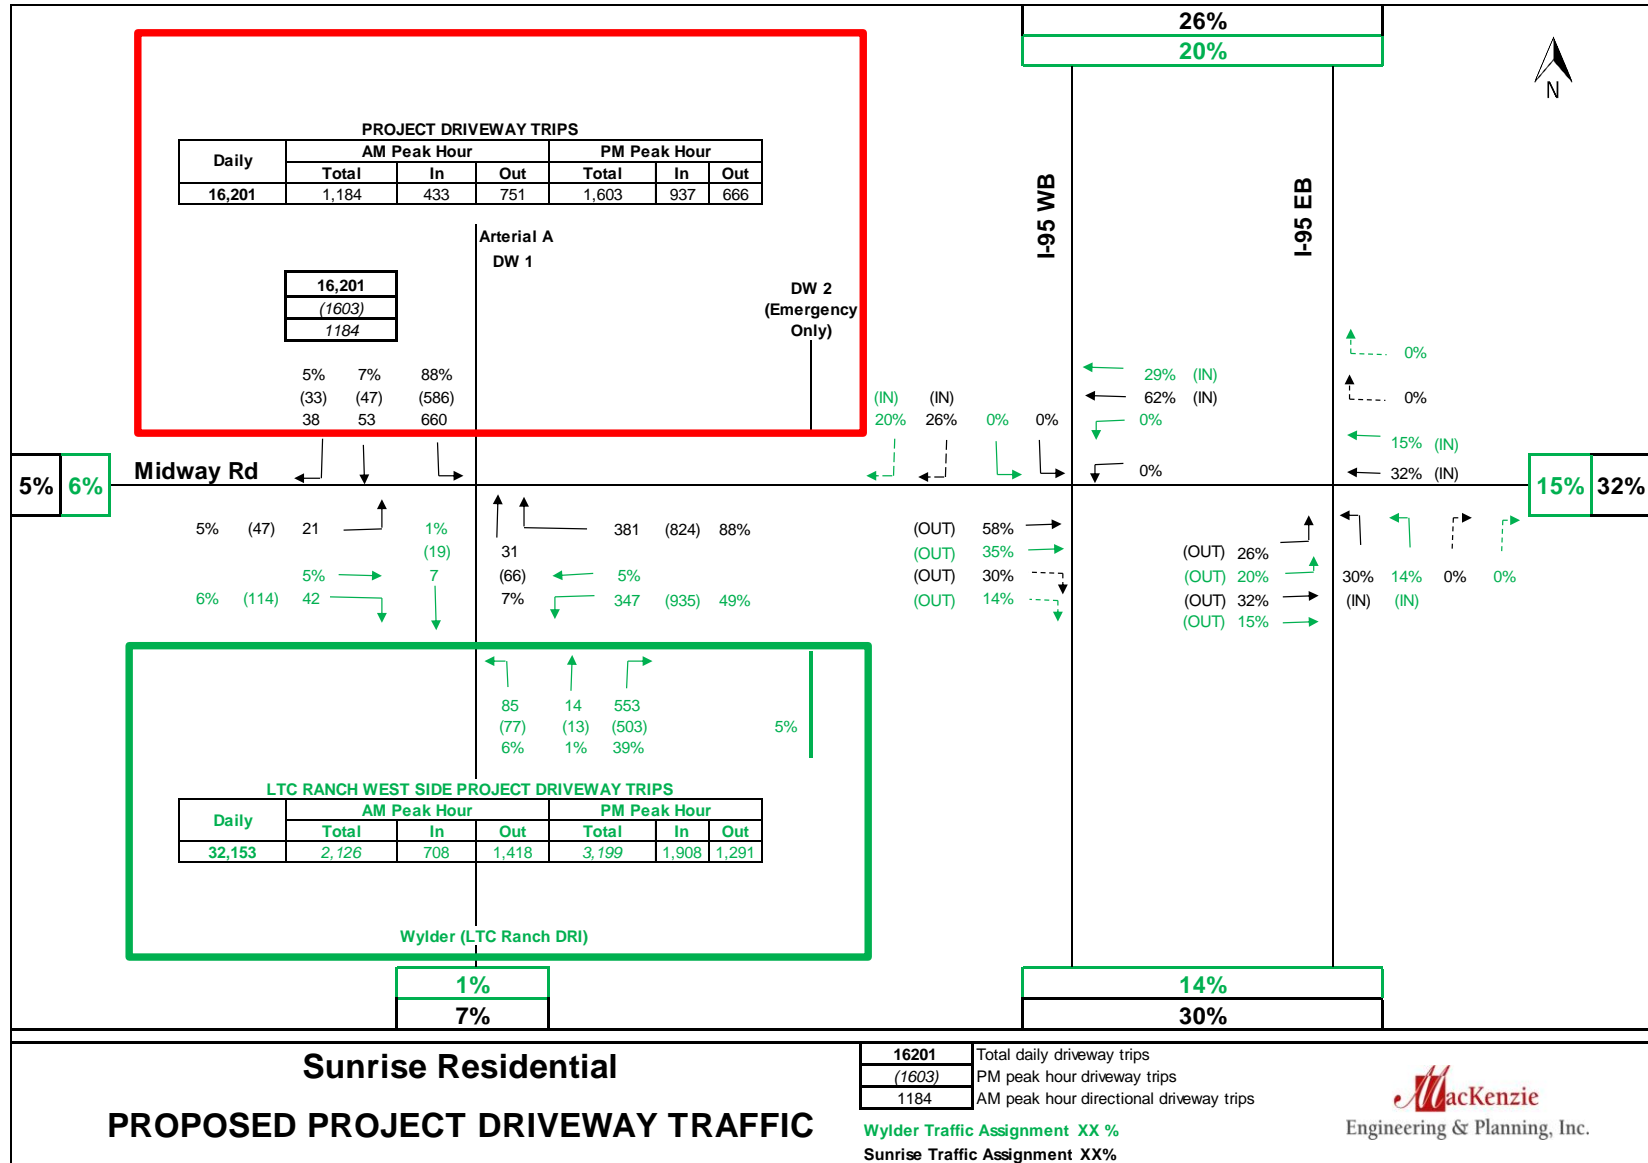 26%
20%
N
PROJECT DRIVEWAY TRIPS
Daily AM Peak Hour PM Peak Hour
Total In Out Total In Out
16,201 1,184 433 751 1,603 937 666
Arterial A
DW 1
I-95 WB
I-95 EB
16,201
(1603)
1184
DW 2
(Emergency
Only)
5% 7% 88%
(33) (47) (586)
38 53 660
(IN) (IN)
20% 26% 0% 0%
29% (IN)
62% (IN)
0%
0%
0%
0%
15% (IN)
32% (IN)
5% 6% Midway Rd
15% 32%
5% (47) 21
1%
(19)
7
5%
6% (114) 42
31
(66)
7%
381 (824) 88%
5%
347 (935) 49%
(OUT) 58%
(OUT) 35%
(OUT) 30%
(OUT) 14%
(OUT) 26%
(OUT) 20%
(OUT) 32%
(OUT) 15%
30% 14% 0% 0%
(IN) (IN)
85 14 553
(77) (13) (503)
6% 1% 39%
5%
LTC RANCH WEST SIDE PROJECT DRIVEWAY TRIPS
Daily AM Peak Hour PM Peak Hour
Total In Out Total In Out
32,153 2,126 708 1,418 3,199 1,908 1,291
Wylder (LTC Ranch DRI)
1%
7%
14%
30%
Sunrise Residential
PROPOSED PROJECT DRIVEWAY TRAFFIC
16201 Total daily driveway trips
(1603) PM peak hour driveway trips
1184 AM peak hour directional driveway trips
Wylder Traffic Assignment XX %
Sunrise Traffic Assignment XX%
MacKenzie
Engineering & Planning, Inc.